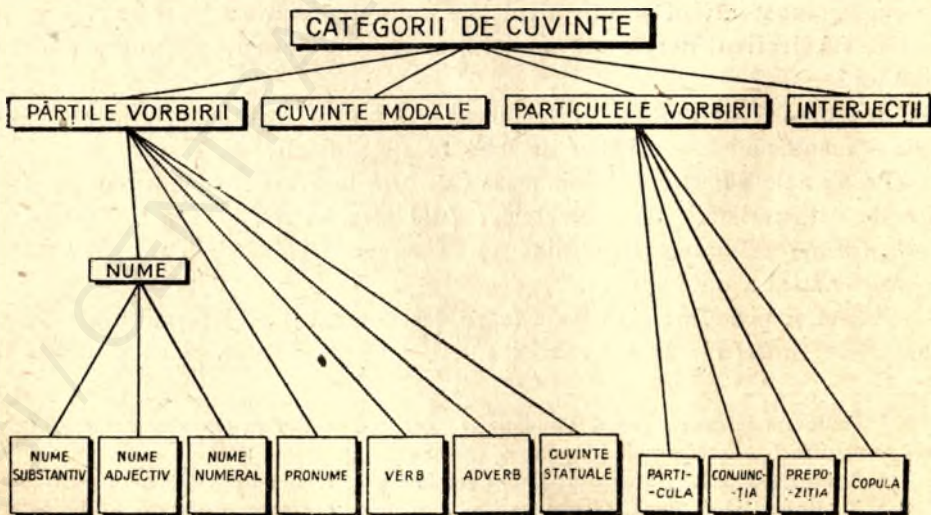 CATEGORII DE CUVINTE
PĂRȚILE VORBIRII
CUVINTE MODALE
PARTICULELE VORBIRII
INTERJECȚII
NUME
NUME
SUBSTANTIV
NUME
ADJECTIV
NUME
NUMERAL
PRONUME
VERB
ADVERB
CUVINTE
STATUALE
PARTI-
-CULA
CONJUNC-
-ȚIA
PREPO-
-ZIȚIA
COPULA